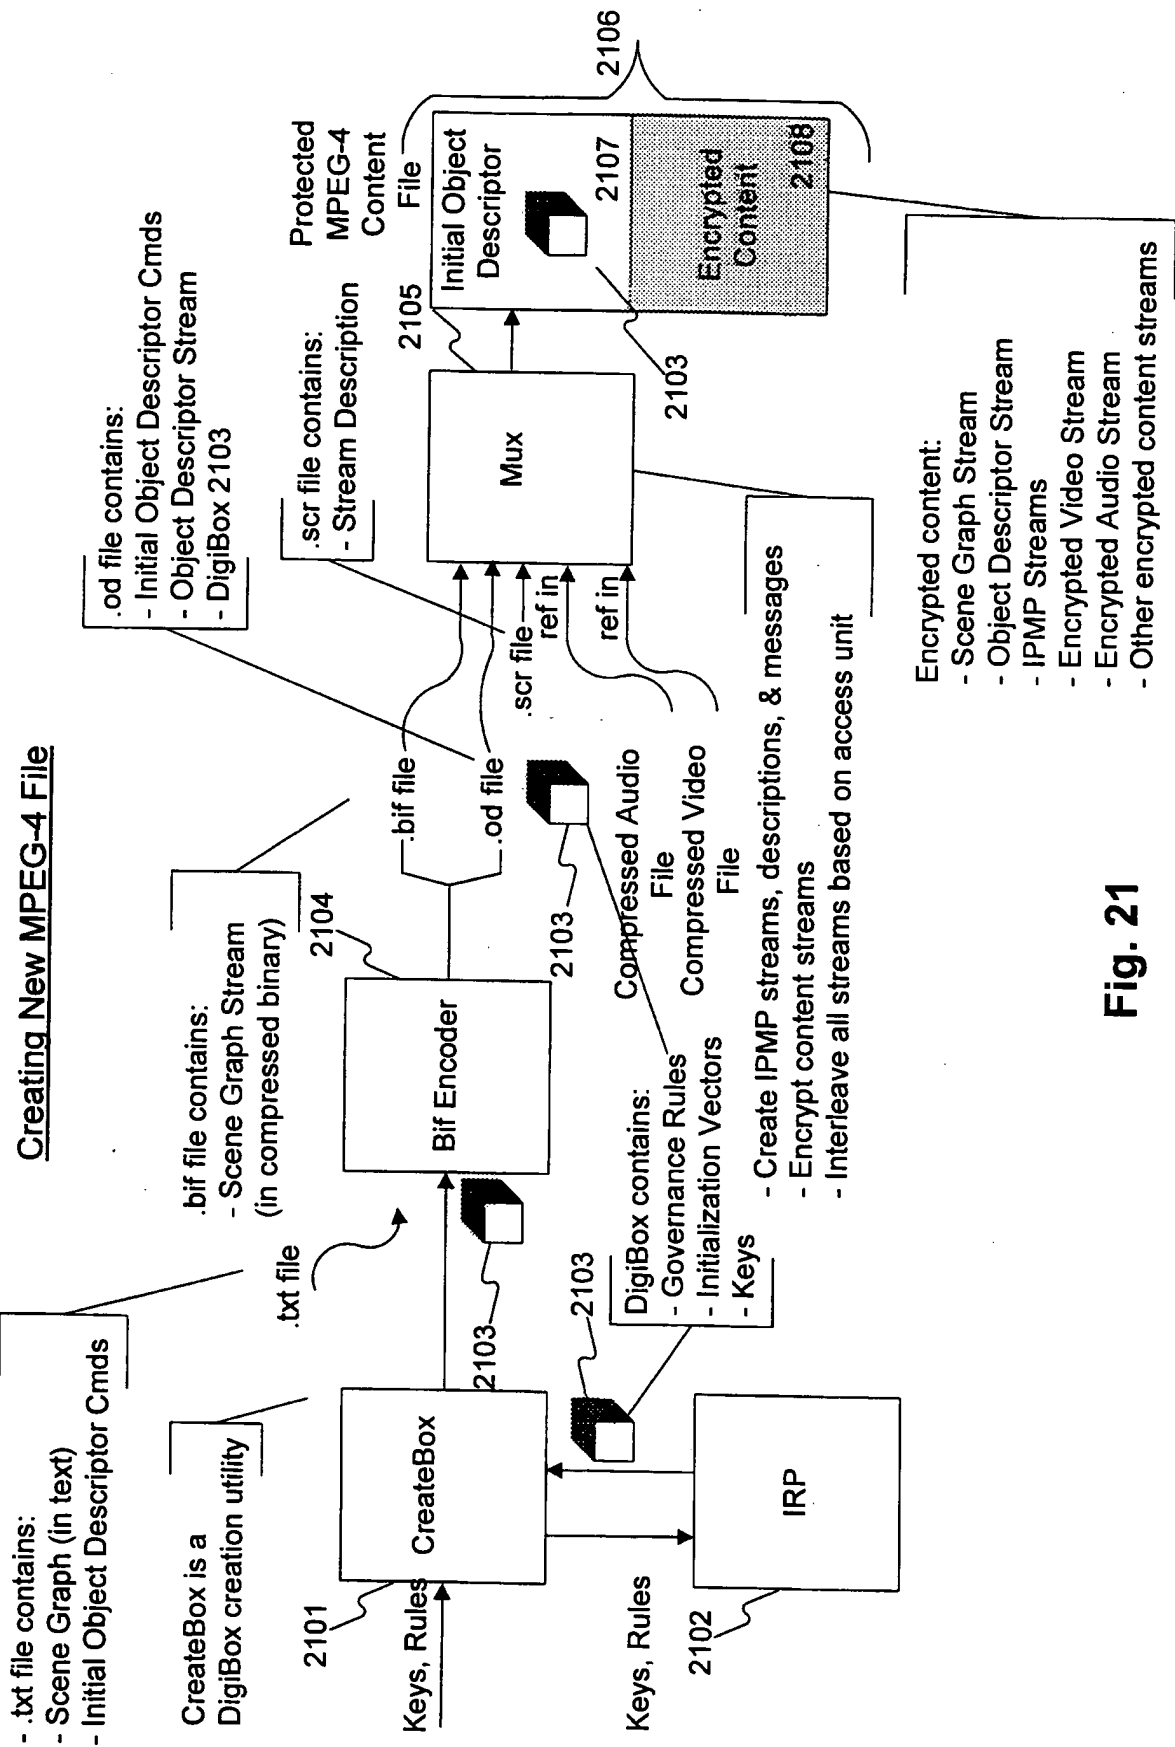 Creating New MPEG-4 File
- .txt file contains:
- Scene Graph (in text)
- Initial Object Descriptor Cmds
CreateBox is a
DigiBox creation utility
.bif file contains:
- Scene Graph Stream
(in compressed binary)
.od file contains:
- Initial Object Descriptor Cmds
- Object Descriptor Stream
- DigiBox 2103
.scr file contains:
- Stream Description
Protected
MPEG-4
Content
File
2101
Keys, Rules
CreateBox
2103
.txt file
Bif Encoder
2104
.bif file
.od file
2103
.scr file
ref in
ref in
Compressed Audio
File
Compressed Video
File
Mux
2105
Initial Object
Descriptor
2107
2103
Encrypted
Content
2108
2106
Keys, Rules
2102
IRP
2103
DigiBox contains:
- Governance Rules
- Initialization Vectors
- Keys
- Create IPMP streams, descriptions, & messages
- Encrypt content streams
- Interleave all streams based on access unit
Encrypted content:
- Scene Graph Stream
- Object Descriptor Stream
- IPMP Streams
- Encrypted Video Stream
- Encrypted Audio Stream
- Other encrypted content streams
Fig. 21